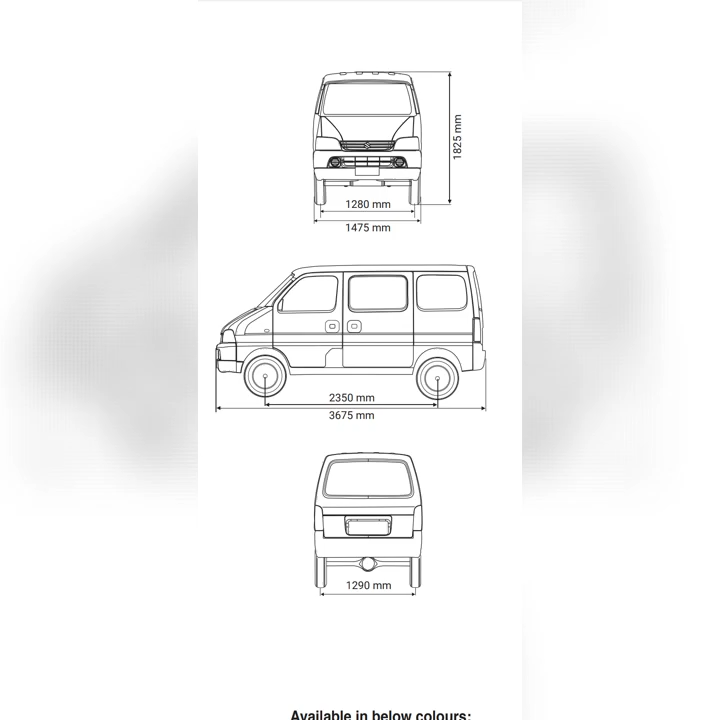 1825 mm
1280 mm
1475 mm
2350 mm
3675 mm
1290 mm
Available in below colours: